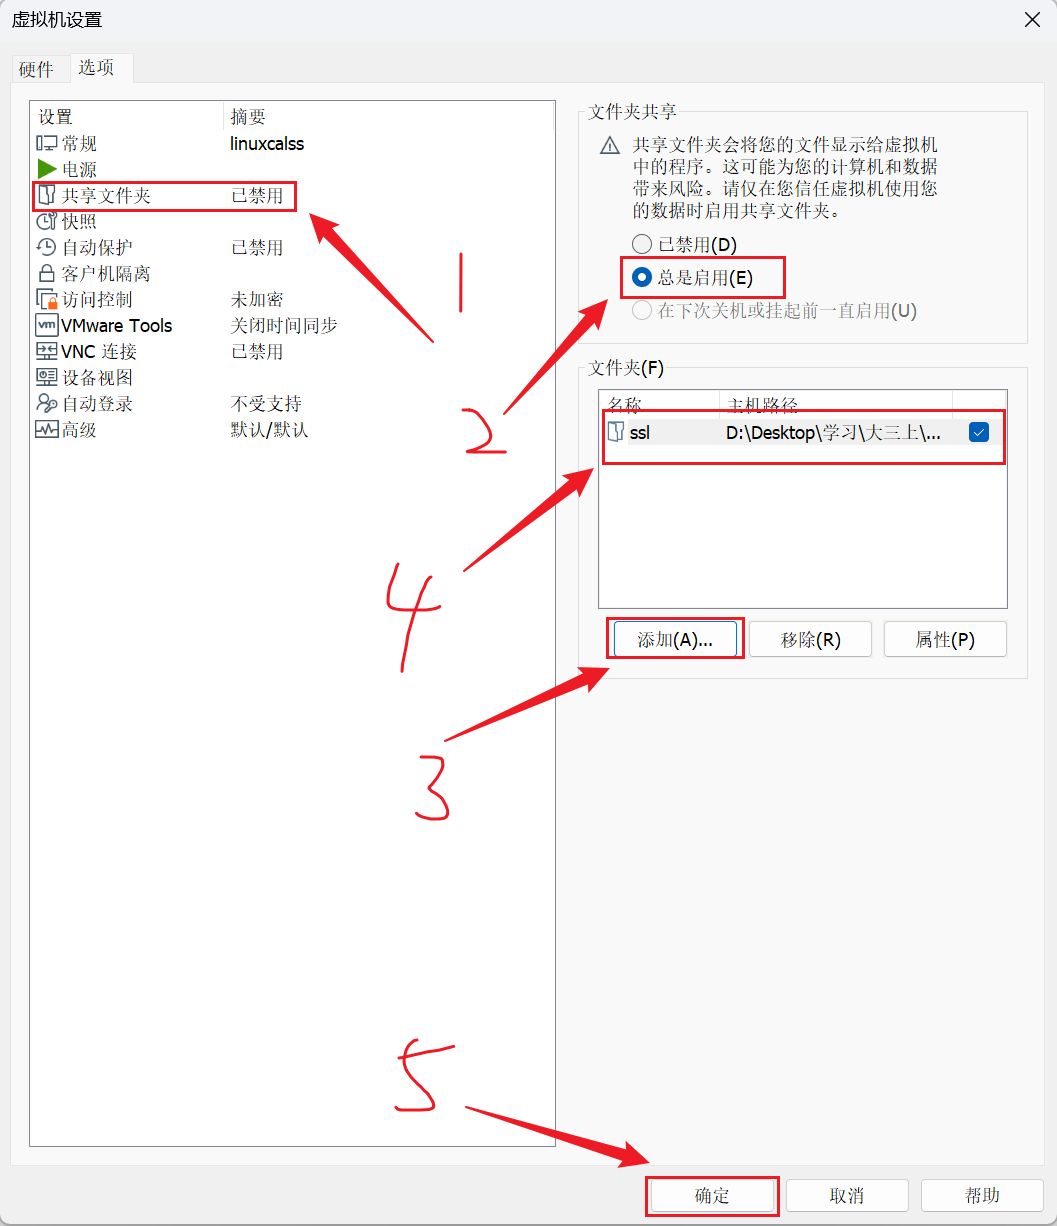 虚拟机设置
硬件 选项
设置 摘要
常规 linuxcalss
电源
共享文件夹 已禁用
快照
自动保护 已禁用
客户机隔离
访问控制 未加密
vm VMware Tools 关闭时间同步
VNC 连接 已禁用
设备视图
自动登录 不受支持
高级 默认/默认
文件夹共享
共享文件夹会将您的文件显示给虚拟机
中的程序。这可能为您的计算机和数据
带来风险。请仅在您信任虚拟机使用您
的数据时启用共享文件夹。
已禁用(D)
总是启用(E)
在下次关机或挂起前一直启用(U)
文件夹(F)
名称 主机路径
ssl D:\Desktop\学习\大三上\...
添加(A)... 移除(R) 属性(P)
1
2
4
3
5
确定 取消 帮助